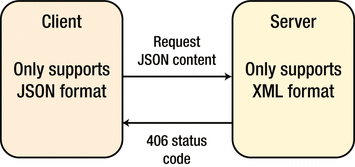 Client
Only supports
JSON format
Request
JSON content
406 status
code
Server
Only supports
XML format